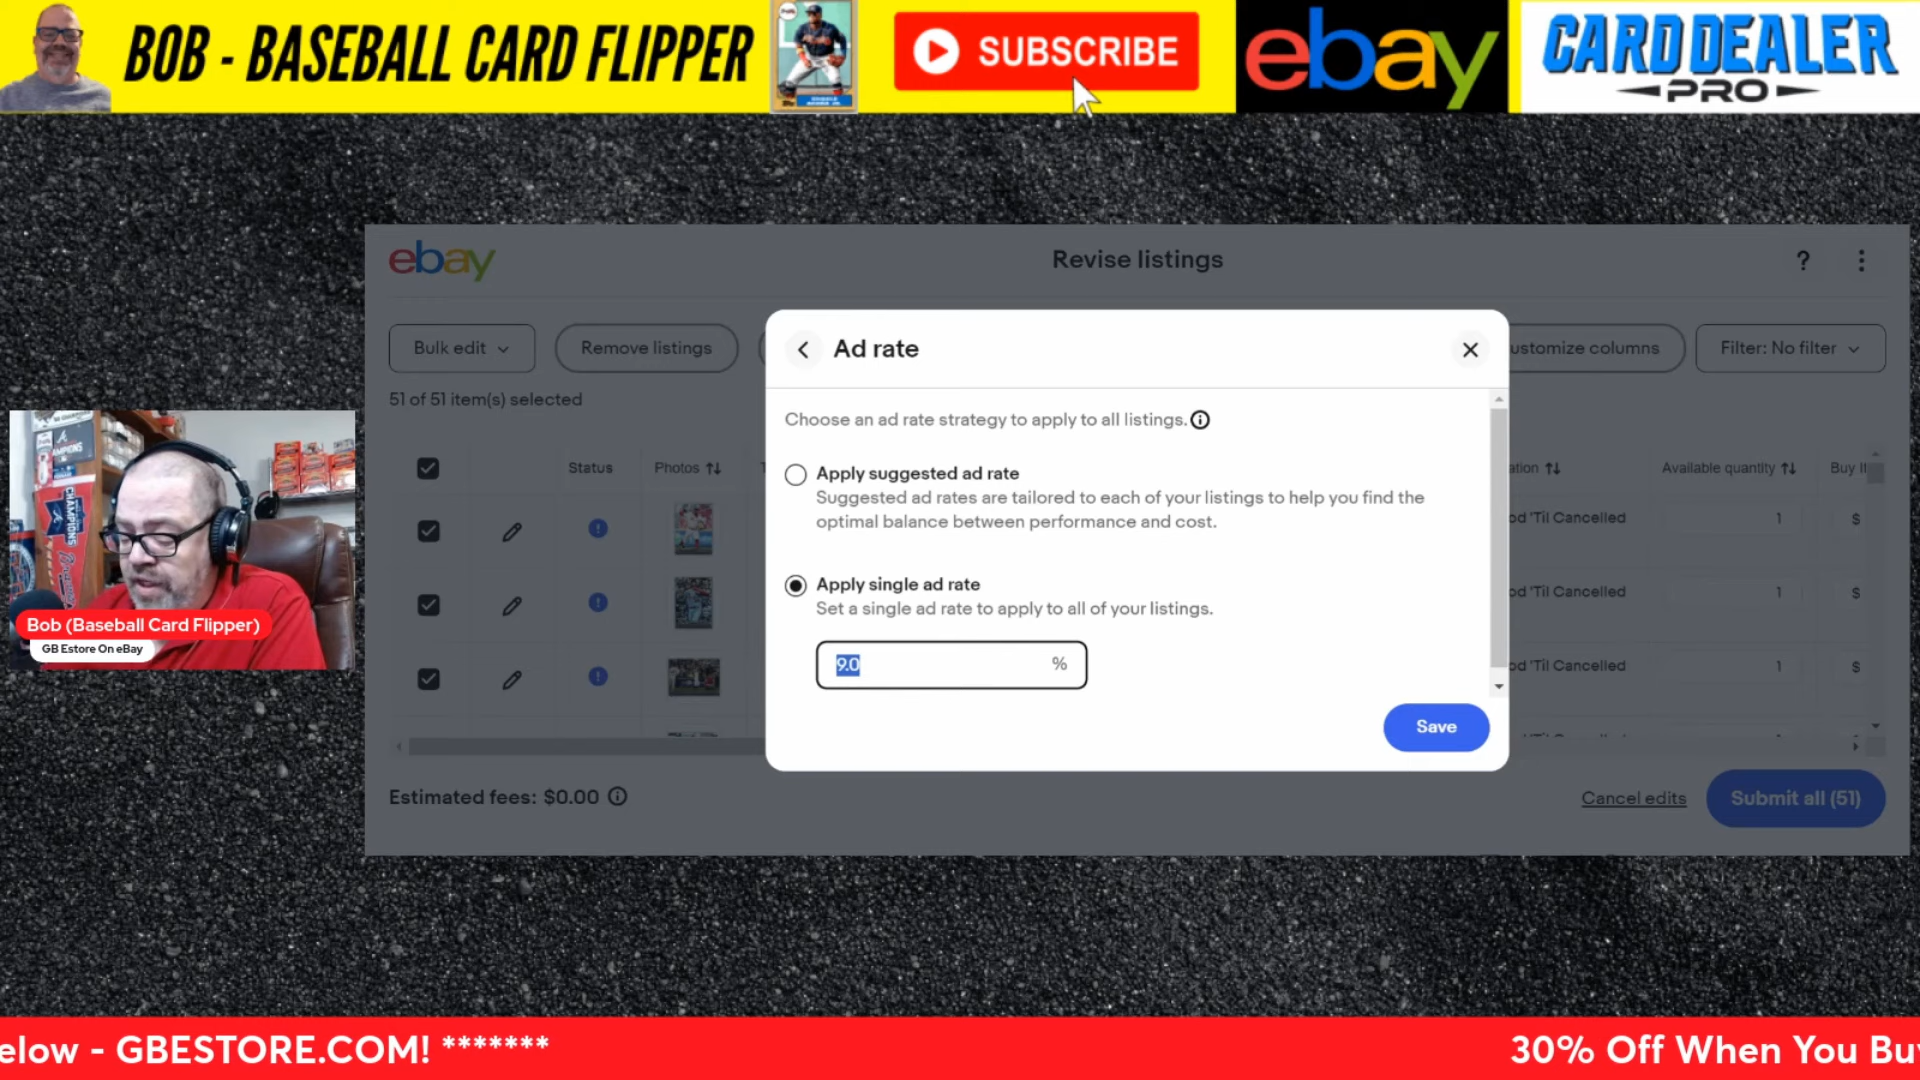 BOB - BASEBALL CARD FLIPPER
SUBSCRIBE
ebay
CARD DEALER
PRO
ebay
Revise listings
?
Bulk edit
Remove listings
ustomize columns
Filter: No filter
51 of 51 item(s) selected
Status
Photos
ation
Available quantity
Buy I
od 'Til Cancelled
1
$
od 'Til Cancelled
1
$
od 'Til Cancelled
1
$
Ad rate
Choose an ad rate strategy to apply to all listings.
Apply suggested ad rate
Suggested ad rates are tailored to each of your listings to help you find the
optimal balance between performance and cost.
Apply single ad rate
Set a single ad rate to apply to all of your listings.
9.0 %
Save
Estimated fees: $0.00
Cancel edits
Submit all (51)
CHAMPIONS
Bob (Baseball Card Flipper)
GB Estore On eBay
elow - GBESTORE.COM! *******
30% Off When You Bu